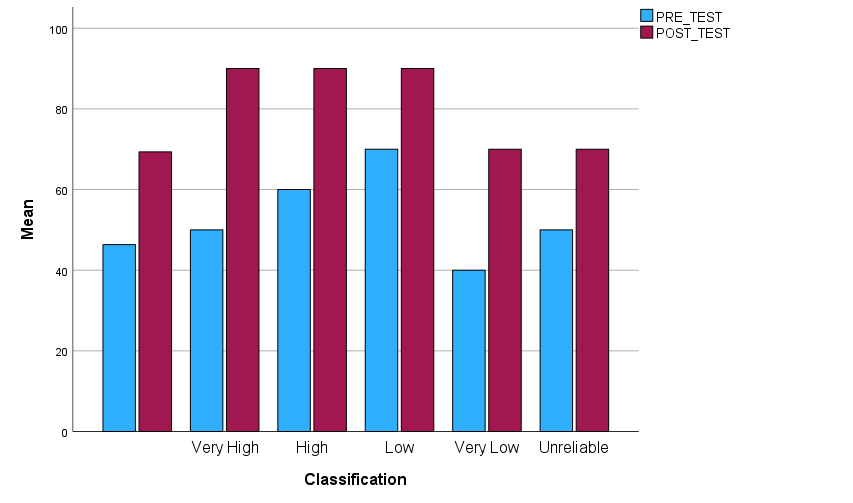 PRE_TEST
POST_TEST
100
80
60
40
20
0
Mean
Very High High Low Very Low Unreliable
Classification